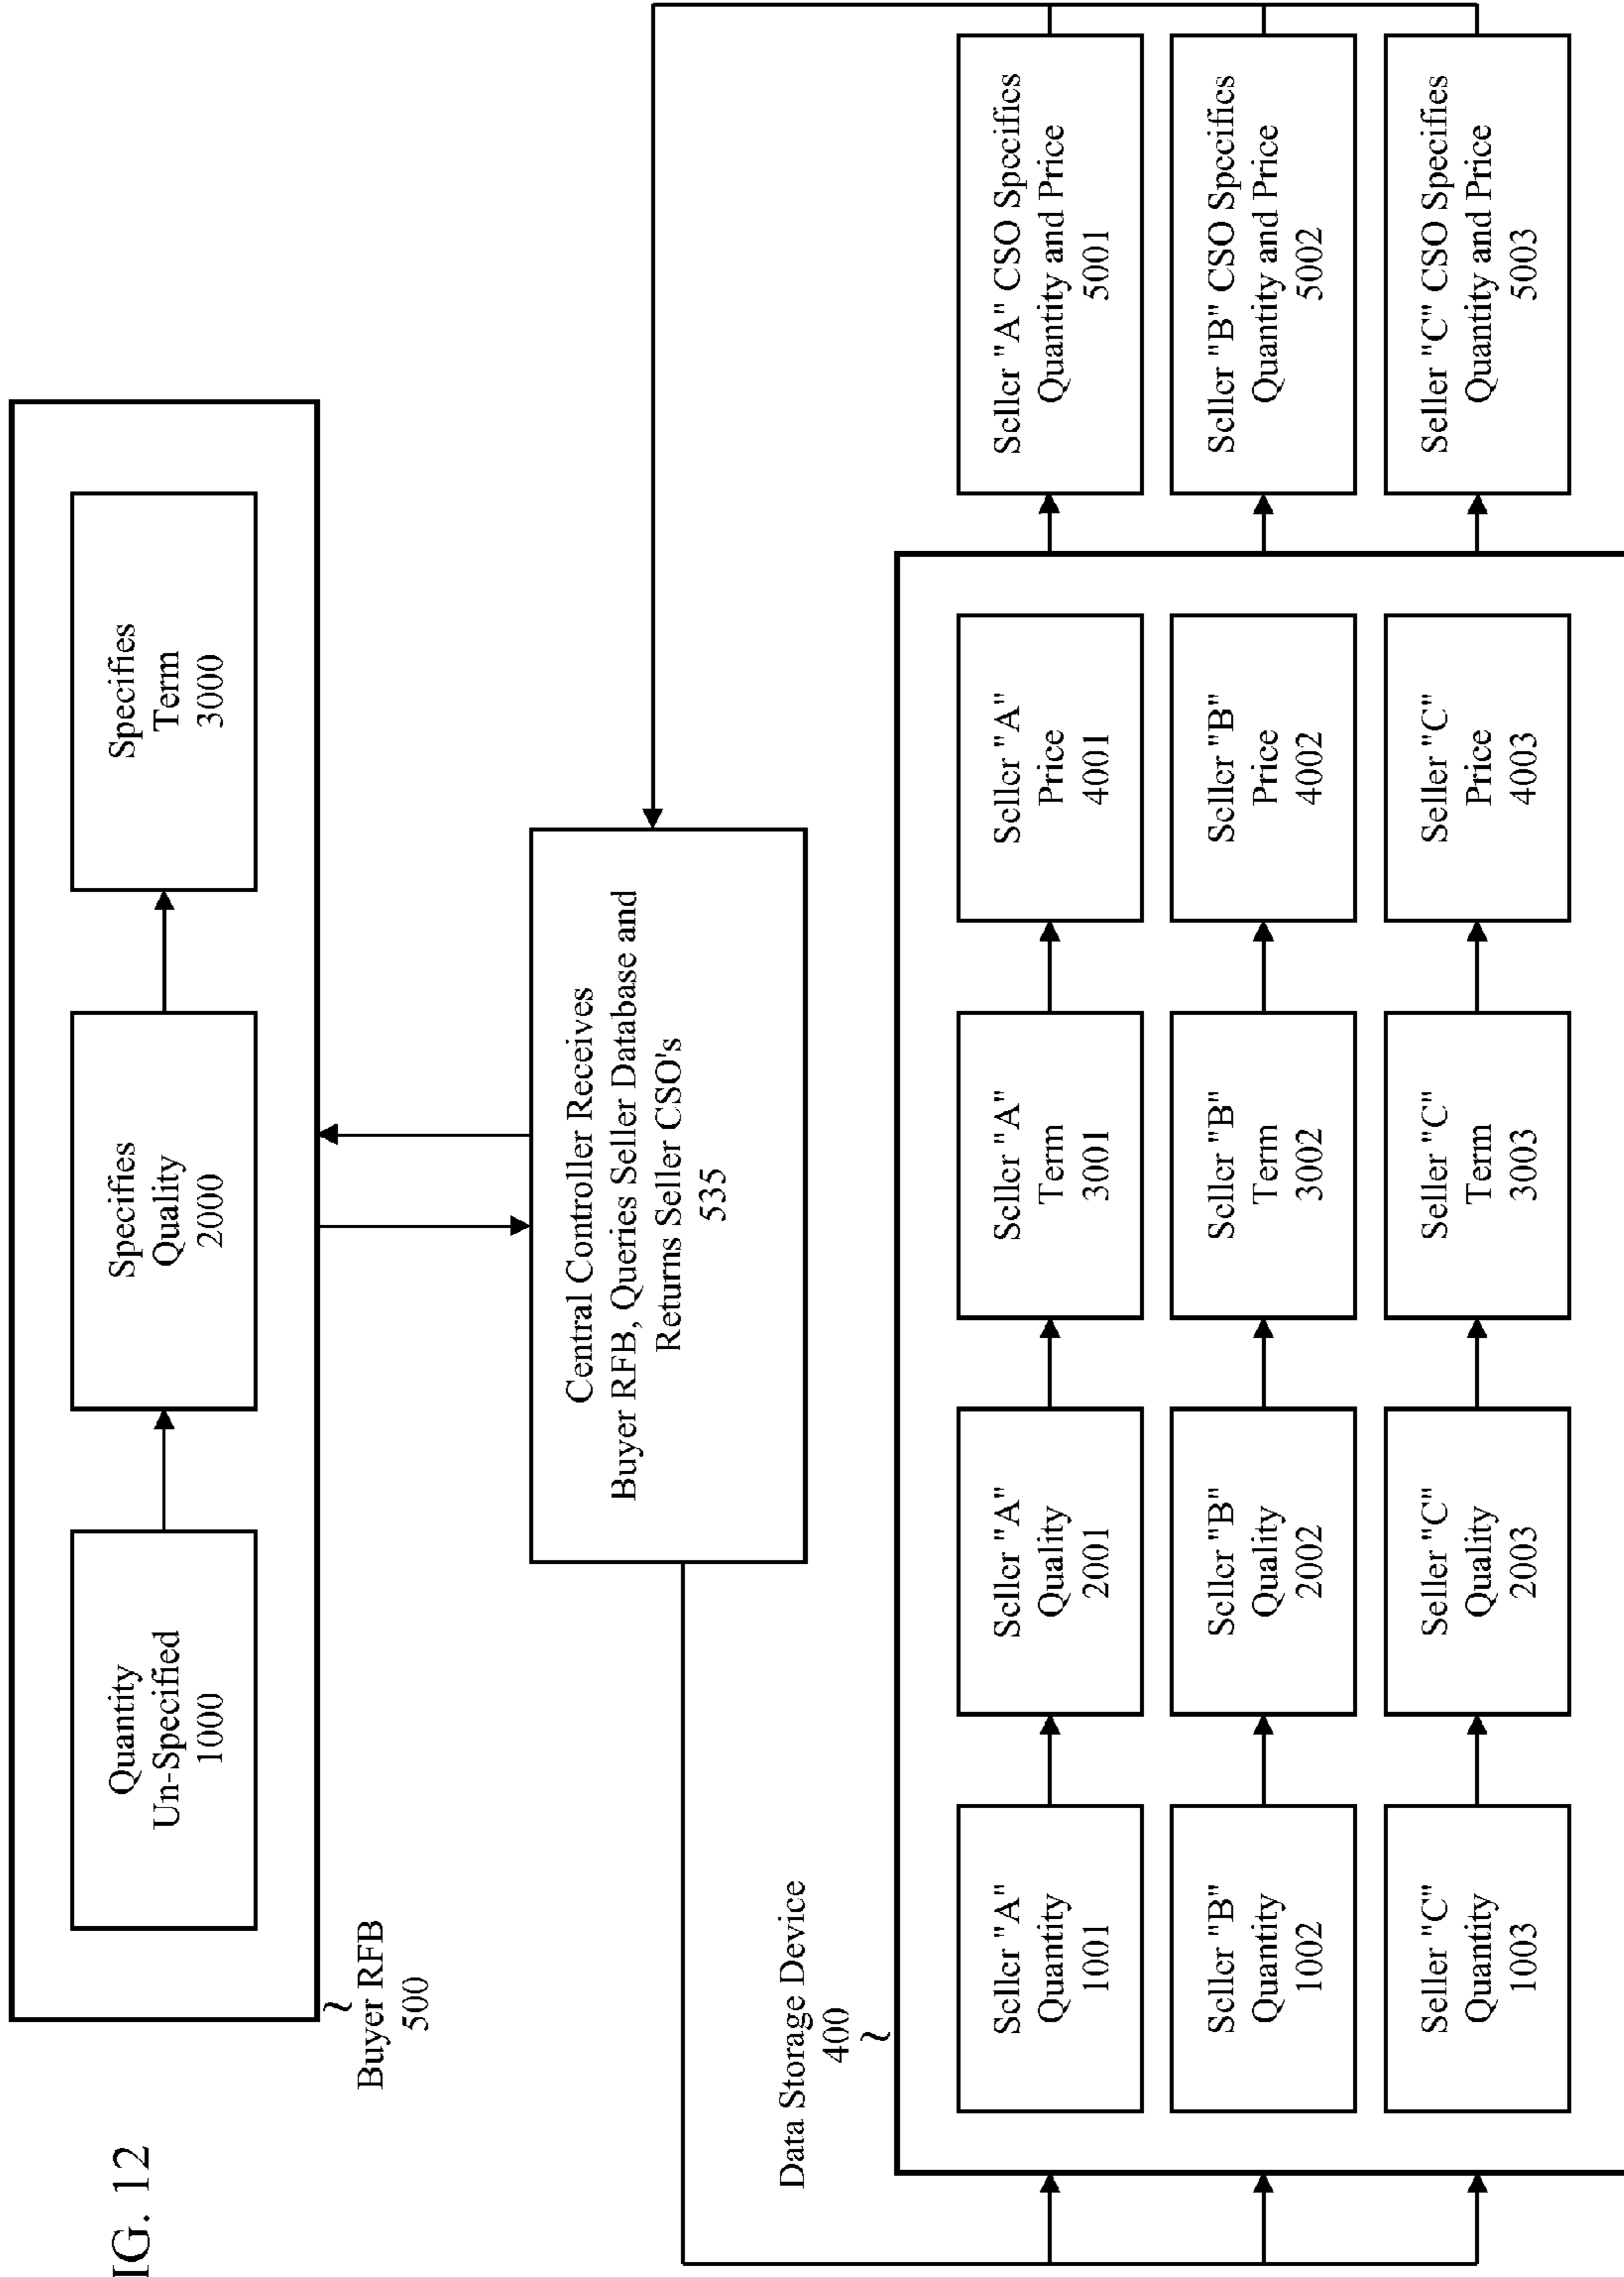 IG. 12
Quantity
Un-Specified
1000
Specifies
Quality
2000
Specifies
Term
3000
Buyer RFB
500
Central Controller Receives
Buyer RFB, Queries Seller Database and
Returns Seller CSO's
535
Data Storage Device
400
Seller "A"
Quantity
1001
Seller "A"
Quality
2001
Seller "A"
Term
3001
Seller "A"
Price
4001
Seller "A" CSO Specifies
Quantity and Price
5001
Seller "B"
Quantity
1002
Seller "B"
Quality
2002
Seller "B"
Term
3002
Seller "B"
Price
4002
Seller "B" CSO Specifies
Quantity and Price
5002
Seller "C"
Quantity
1003
Seller "C"
Quality
2003
Seller "C"
Term
3003
Seller "C"
Price
4003
Seller "C" CSO Specifies
Quantity and Price
5003